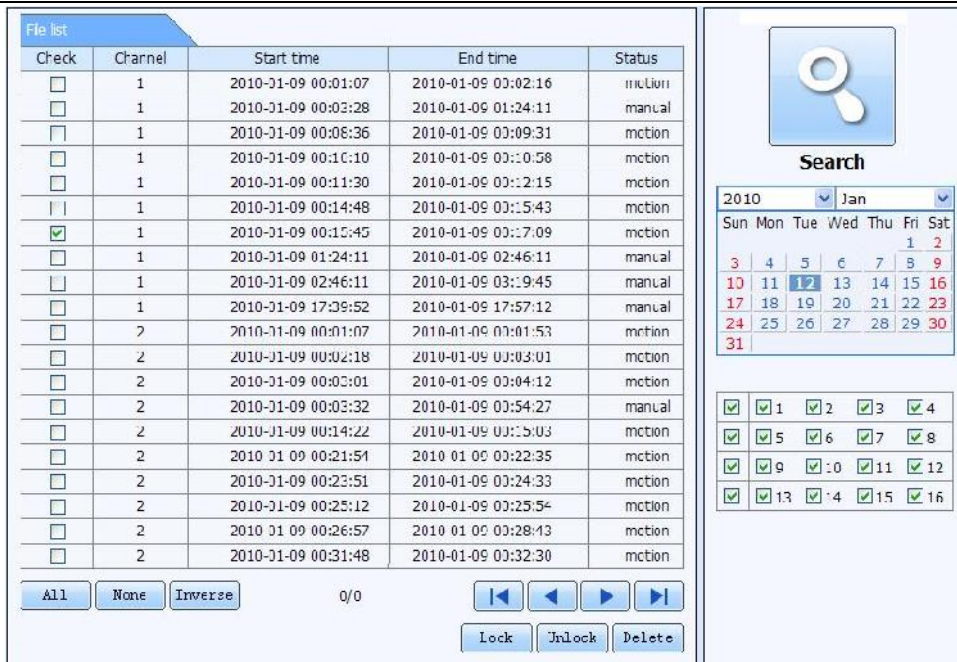 File list
Check Channel Start time End time Status
1 2010-01-09 00:01:07 2010-01-09 00:02:16 motion
1 2010-01-09 00:03:28 2010-01-09 01:24:11 manual
1 2010-01-09 00:08:36 2010-01-09 00:09:31 motion
1 2010-01-09 00:10:10 2010-01-09 00:10:58 motion
1 2010-01-09 00:11:30 2010-01-09 00:12:15 motion
1 2010-01-09 00:14:48 2010-01-09 00:15:43 motion
1 2010-01-09 00:15:45 2010-01-09 00:17:09 motion
1 2010-01-09 01:24:11 2010-01-09 02:46:11 manual
1 2010-01-09 02:46:11 2010-01-09 03:19:45 manual
1 2010-01-09 17:39:52 2010-01-09 17:57:12 manual
2 2010-01-09 00:01:07 2010-01-09 00:01:53 motion
2 2010-01-09 00:02:18 2010-01-09 00:03:01 motion
2 2010-01-09 00:03:01 2010-01-09 00:04:12 motion
2 2010-01-09 00:03:32 2010-01-09 00:54:27 manual
2 2010-01-09 00:14:22 2010-01-09 00:15:03 motion
2 2010-01-09 00:21:54 2010-01-09 00:22:35 motion
2 2010-01-09 00:23:51 2010-01-09 00:24:33 motion
2 2010-01-09 00:25:12 2010-01-09 00:25:54 motion
2 2010-01-09 00:26:57 2010-01-09 00:28:43 motion
2 2010-01-09 00:31:48 2010-01-09 00:32:30 motion
All None Inverse 0/0
Lock Unlock Delete
Search
2010 Jan
Sun Mon Tue Wed Thu Fri Sat
1 2
3 4 5 6 7 8 9
10 11 12 13 14 15 16
17 18 19 20 21 22 23
24 25 26 27 28 29 30
31
1 2 3 4
5 6 7 8
9 10 11 12
13 14 15 16